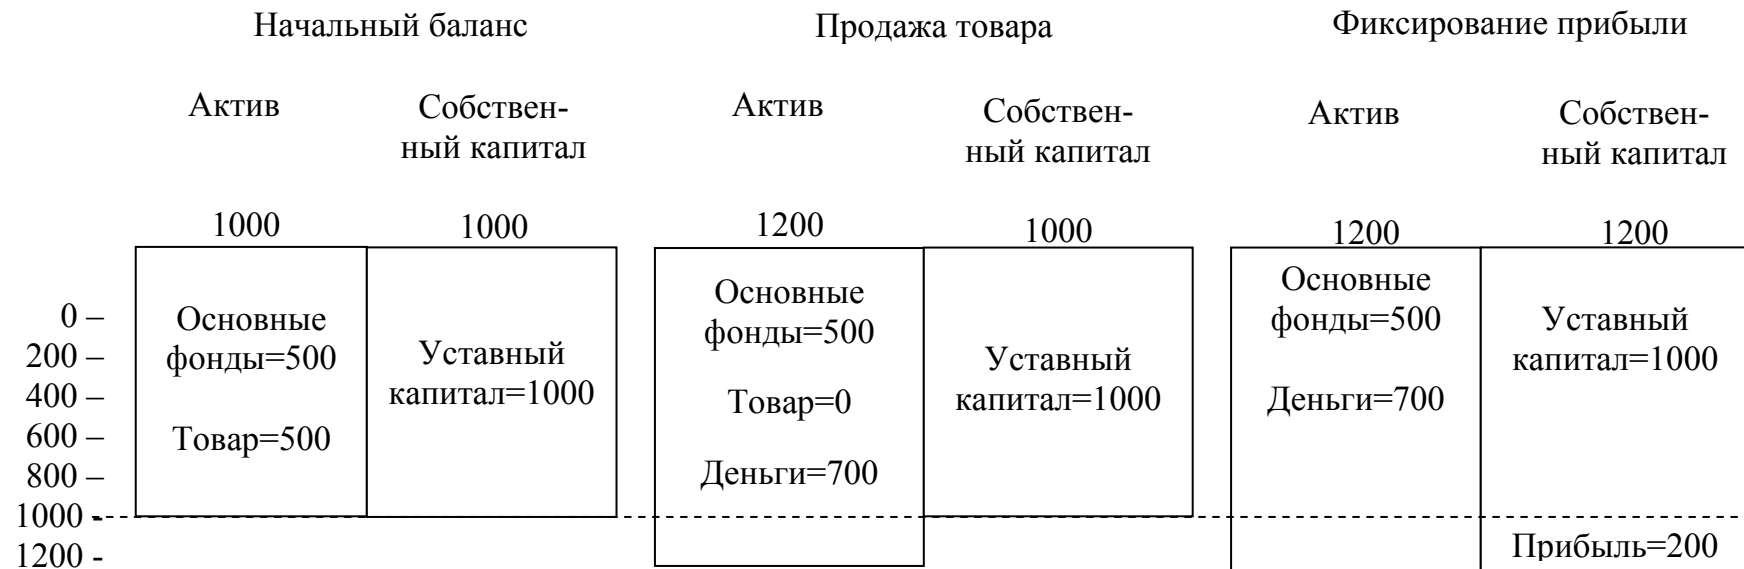 Начальный баланс
Продажа товара
Фиксирование прибыли
Актив
Собствен-
ный капитал
Актив
Собствен-
ный капитал
Актив
Собствен-
ный капитал
1000
1000
1200
1000
1200
1200
0 –
200 –
400 –
600 –
800 –
1000 -
1200 -
Основные
фонды=500
Товар=500
Уставный
капитал=1000
Основные
фонды=500
Товар=0
Деньги=700
Уставный
капитал=1000
Основные
фонды=500
Деньги=700
Уставный
капитал=1000
Прибыль=200